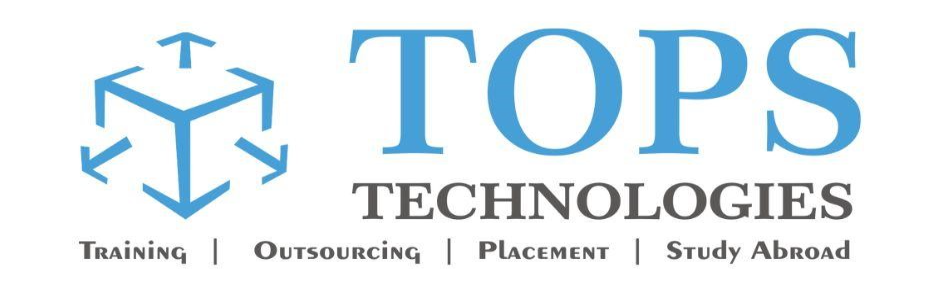 TOPS
TECHNOLOGIES
Training | Outsourcing | Placement | Study Abroad